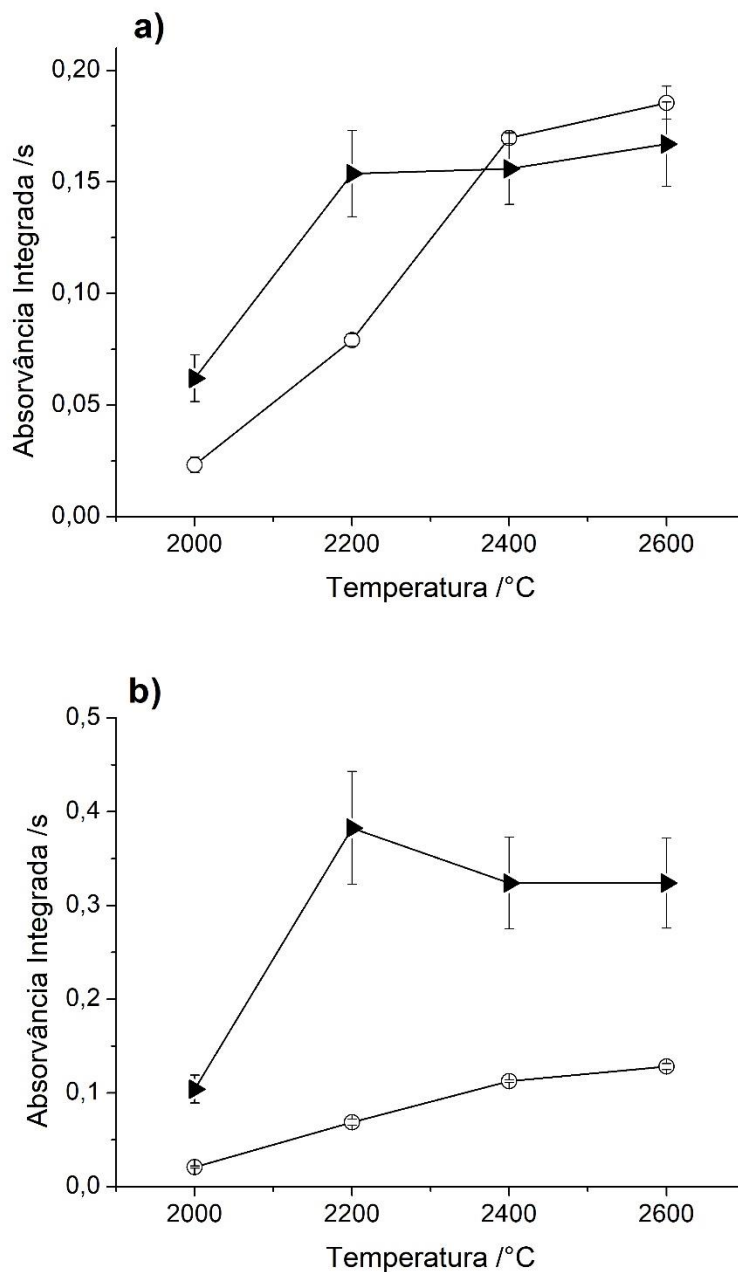 a)
0,20
0,15
0,10
0,05
0,00
Absorvância Integrada /s
2000 2200 2400 2600
Temperatura /°C
b)
0,5
0,4
0,3
0,2
0,1
0,0
Absorvância Integrada /s
2000 2200 2400 2600
Temperatura /°C